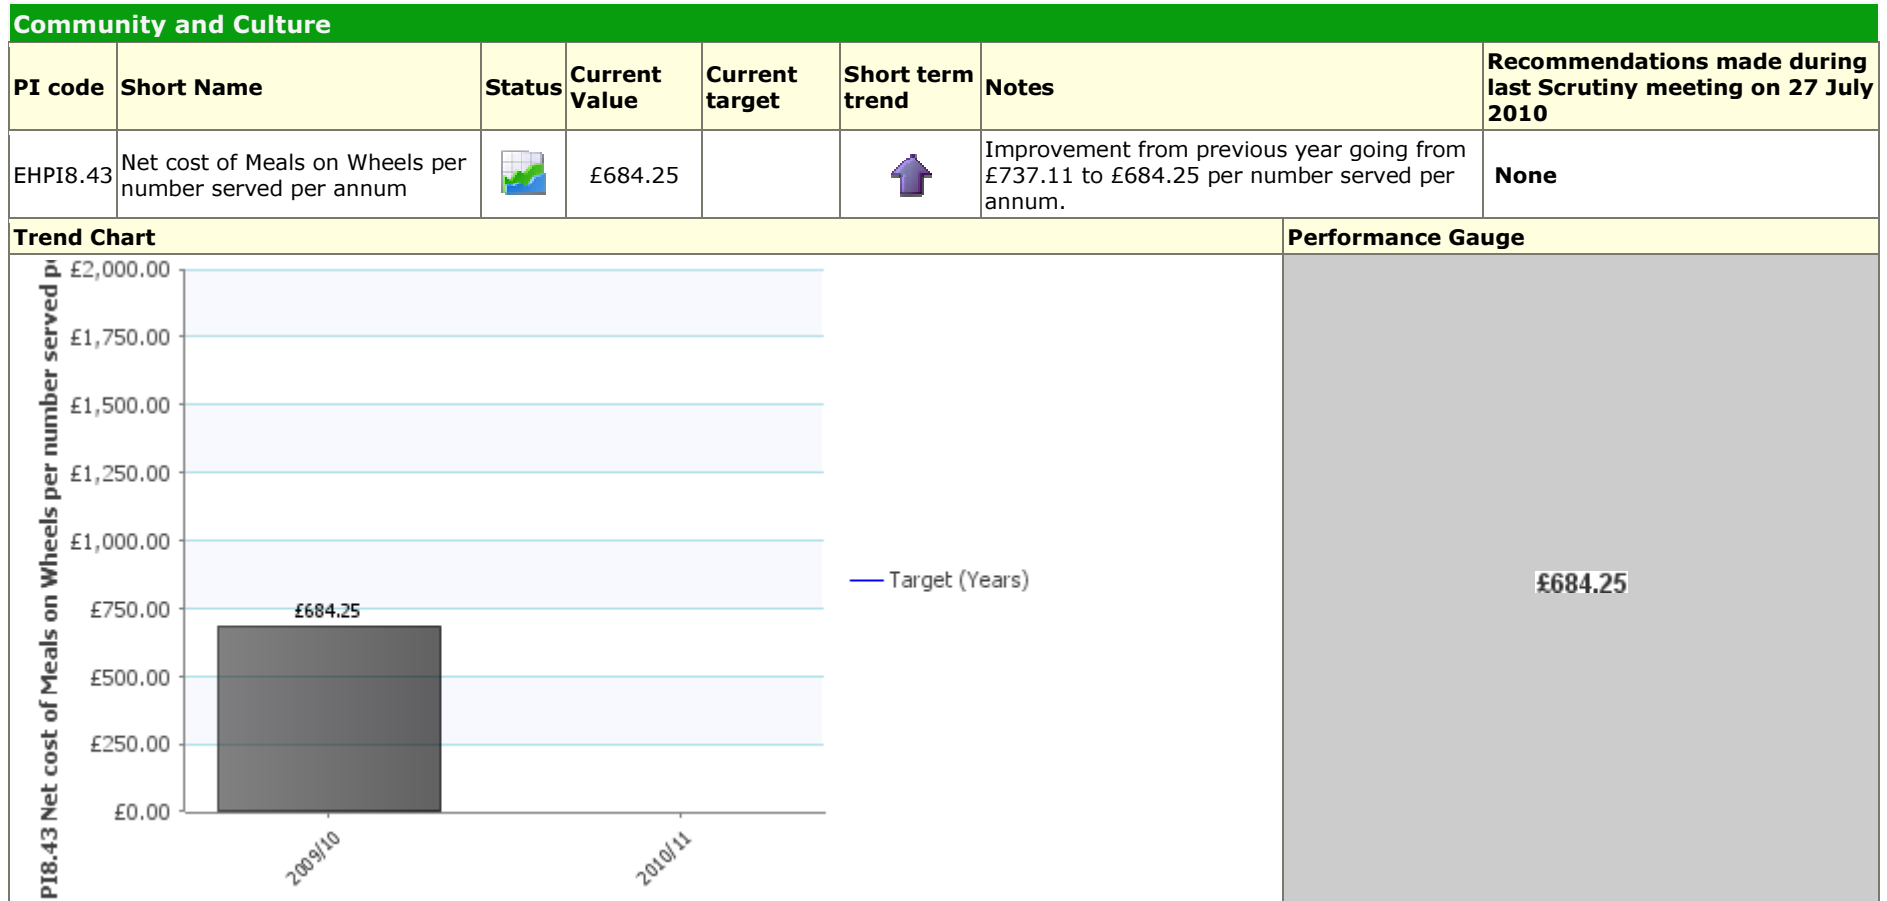 Community and Culture
PI code
Short Name
Status
Current
Value
Current
target
Short term
trend
Notes
Recommendations made during
last Scrutiny meeting on 27 July
2010
EHPI8.43
Net cost of Meals on Wheels per
number served per annum
£684.25
Improvement from previous year going from
£737.11 to £684.25 per number served per
annum.
None
Trend Chart
Performance Gauge
PI8.43 Net cost of Meals on Wheels per number served
£2,000.00
£1,750.00
£1,500.00
£1,250.00
£1,000.00
£750.00
£500.00
£250.00
£0.00
£684.25
2009/10
2010/11
Target (Years)
£684.25